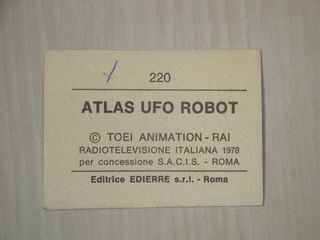 220
ATLAS UFO ROBOT
© TOEI ANIMATION - RAI
RADIOTELEVISIONE ITALIANA 1978
per concessione S.A.C.I.S. - ROMA
Editrice EDIERRE s.r.l. - Roma